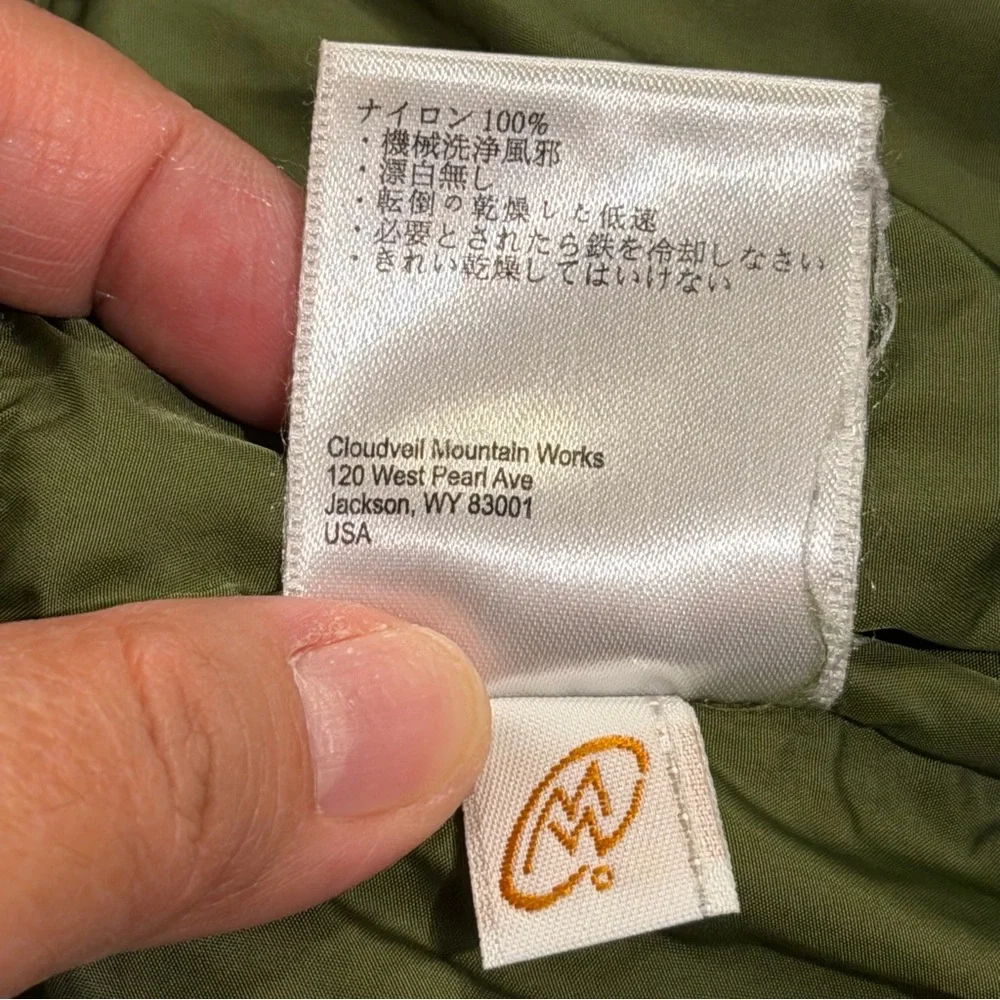 ナイロン 100%
・機械洗浄風邪
・漂白無し
・転倒の乾燥した低速
・必要とされたら鉄を冷却しなさい
・きれい乾燥してはいけない
Cloudveil Mountain Works
120 West Pearl Ave
Jackson, WY 83001
USA